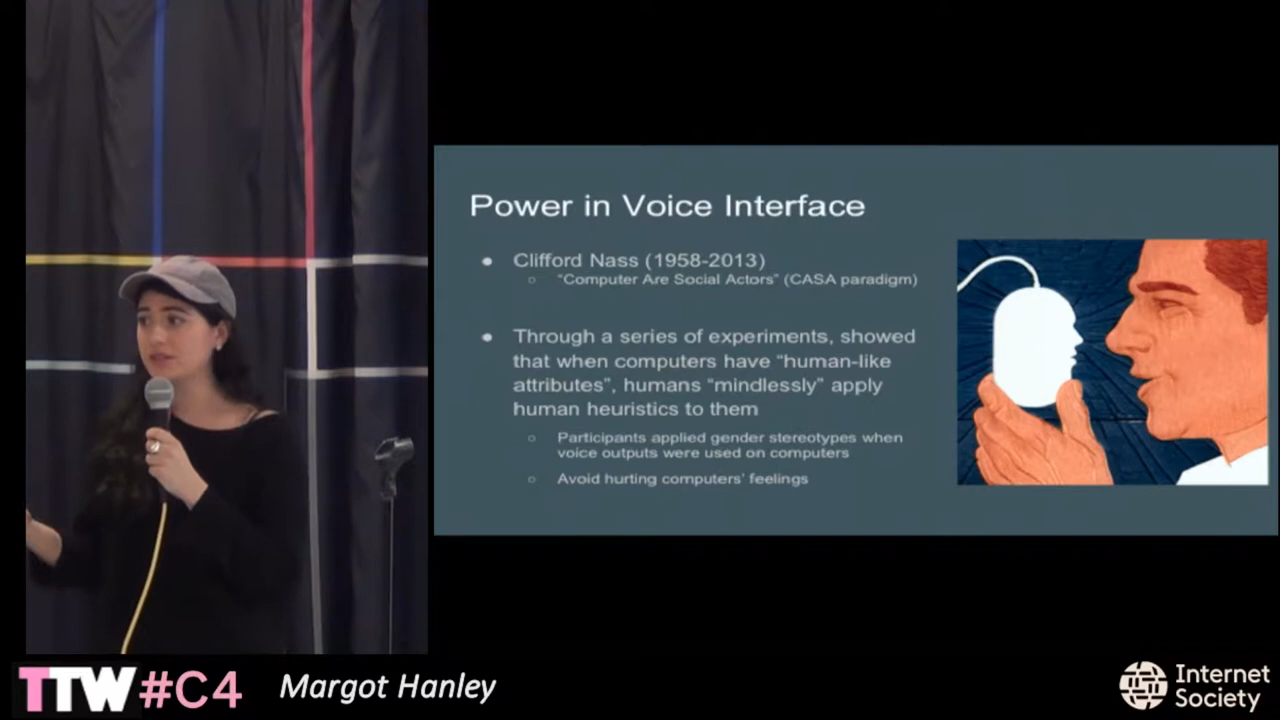 Power in Voice Interface
● Clifford Nass (1958-2013)
○ “Computer Are Social Actors” (CASA paradigm)
● Through a series of experiments, showed
that when computers have “human-like
attributes”, humans “mindlessly” apply
human heuristics to them
○ Participants applied gender stereotypes when
voice outputs were used on computers
○ Avoid hurting computers’ feelings
TTW#C4
Margot Hanley
Internet
Society